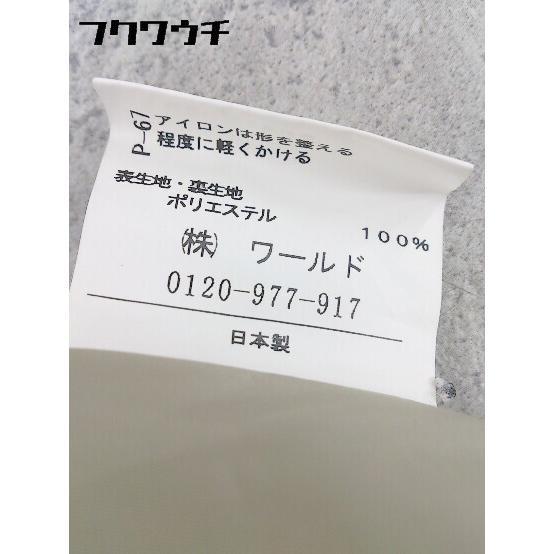 フクワウチ
P-67
アイロンは形を整える
程度に軽くかける
表生地・裏生地
ポリエステル
100%
㈱ ワールド
0120-977-917
日本製